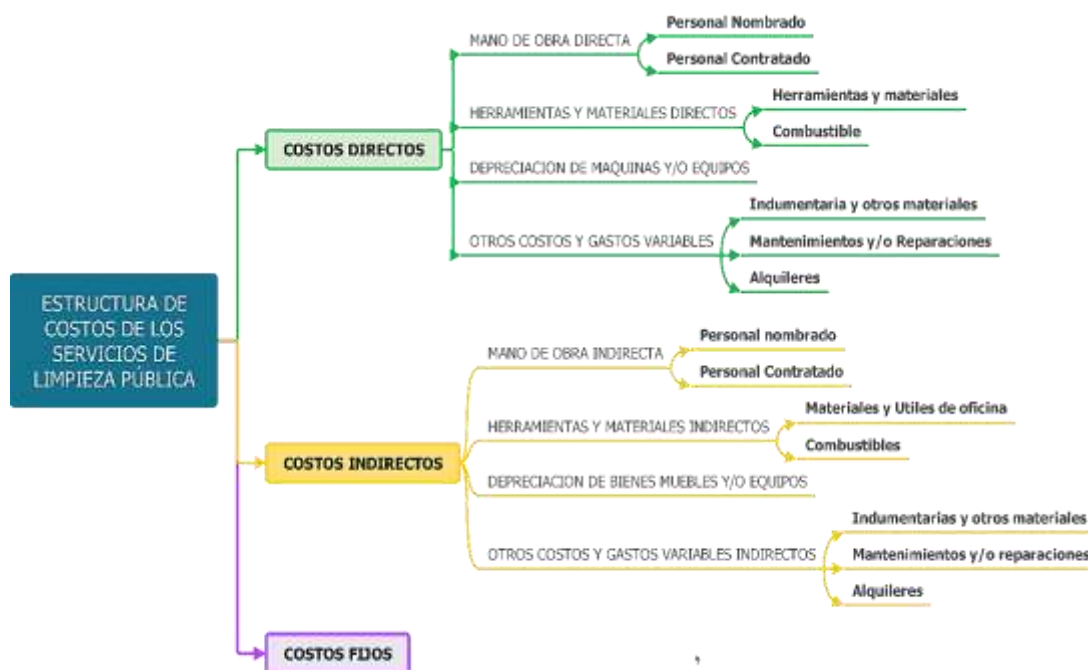 ESTRUCTURA DE
COSTOS DE LOS
SERVICIOS DE
LIMPIEZA PÚBLICA
COSTOS DIRECTOS
MANO DE OBRA DIRECTA
Personal Nombrado
Personal Contratado
HERRAMIENTAS Y MATERIALES DIRECTOS
Herramientas y materiales
Combustible
DEPRECIACION DE MAQUINAS Y/O EQUIPOS
OTROS COSTOS Y GASTOS VARIABLES
Indumentaria y otros materiales
Mantenimientos y/o Reparaciones
Alquileres
COSTOS INDIRECTOS
MANO DE OBRA INDIRECTA
Personal nombrado
Personal Contratado
HERRAMIENTAS Y MATERIALES INDIRECTOS
Materiales y Utiles de oficina
Combustibles
DEPRECIACION DE BIENES MUEBLES Y/O EQUIPOS
OTROS COSTOS Y GASTOS VARIABLES INDIRECTOS
Indumentarias y otros materiales
Mantenimientos y/o reparaciones
Alquileres
COSTOS FIJOS
,